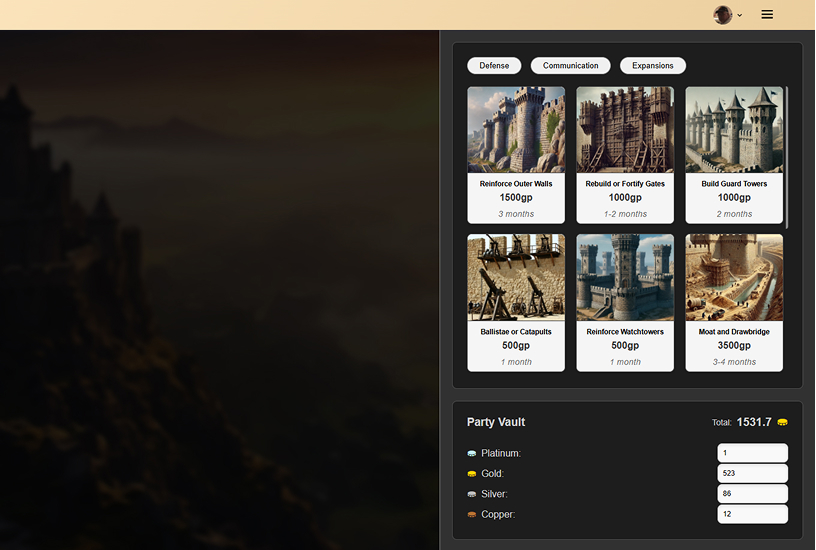 Defense Communication Expansions
Reinforce Outer Walls
1500gp
3 months
Rebuild or Fortify Gates
1000gp
1-2 months
Build Guard Towers
1000gp
2 months
Ballistae or Catapults
500gp
1 month
Reinforce Watchtowers
500gp
1 month
Moat and Drawbridge
3500gp
3-4 months
Party Vault Total: 1531.7
Platinum: 1
Gold: 523
Silver: 86
Copper: 12